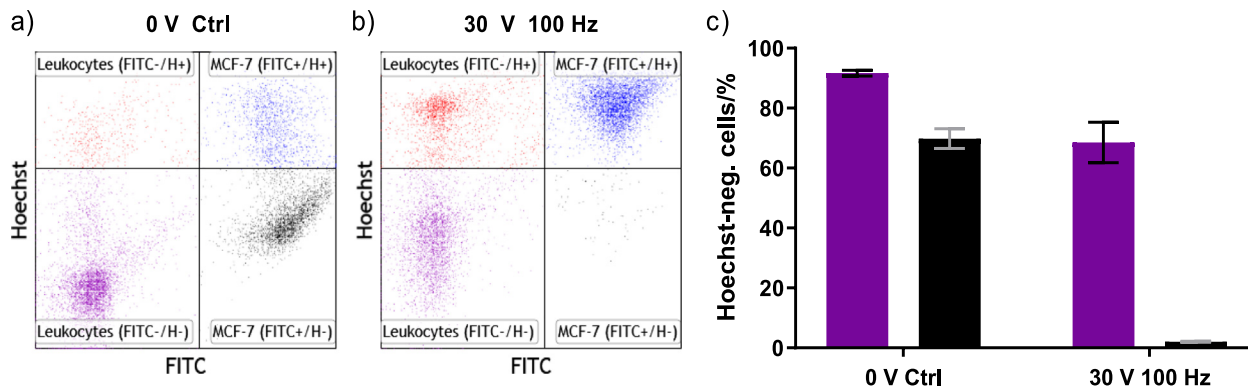 a)
0 V Ctrl
Leukocytes (FITC-/H+)
MCF-7 (FITC+/H+)
Hoechst
Leukocytes (FITC-/H-)
MCF-7 (FITC+/H-)
FITC
b)
30 V 100 Hz
Leukocytes (FITC-/H+)
MCF-7 (FITC+/H+)
Hoechst
Leukocytes (FITC-/H-)
MCF-7 (FITC+/H-)
FITC
c)
Hoechst-neg. cells/%
100
80
60
40
20
0
0 V Ctrl
30 V 100 Hz